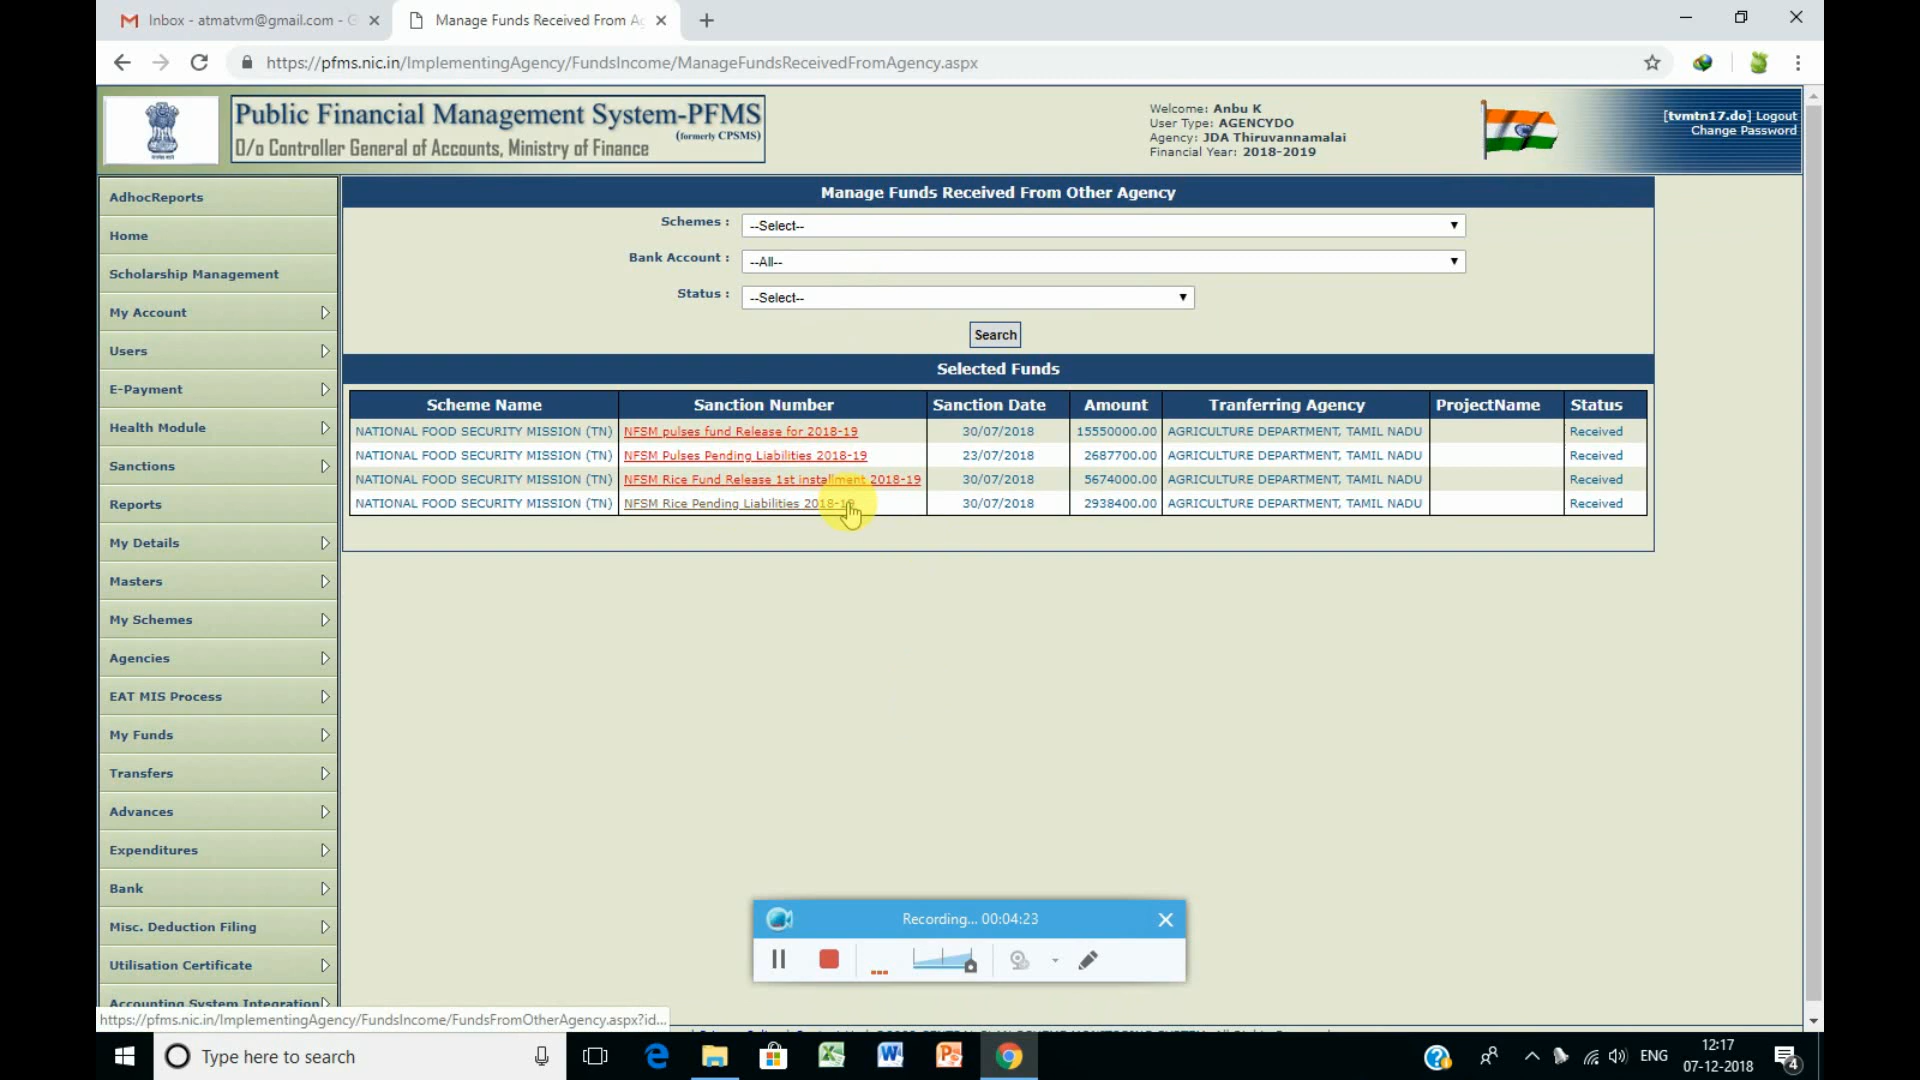 Inbox - atmatvm@gmail.com - G
Manage Funds Received From Ag
https://pfms.nic.in/ImplementingAgency/FundsIncome/ManageFundsReceivedFromAgency.aspx
Public Financial Management System-PFMS
(formerly CPSMS)
O/o Controller General of Accounts, Ministry of Finance
Welcome: Anbu K
User Type: AGENCYDO
Agency: JDA Thiruvannamalai
Financial Year: 2018-2019
[tvmtn17.do] Logout
Change Password
AdhocReports
Home
Scholarship Management
My Account
Users
E-Payment
Health Module
Sanctions
Reports
My Details
Masters
My Schemes
Agencies
EAT MIS Process
My Funds
Transfers
Advances
Expenditures
Bank
Misc. Deduction Filing
Utilisation Certificate
Accounting System Integration
Manage Funds Received From Other Agency
Schemes : --Select--
Bank Account : --All--
Status : --Select--
Search
Selected Funds
Scheme Name Sanction Number Sanction Date Amount Tranferring Agency ProjectName Status
NATIONAL FOOD SECURITY MISSION (TN) NFSM pulses fund Release for 2018-19 30/07/2018 15550000.00 AGRICULTURE DEPARTMENT, TAMIL NADU Received
NATIONAL FOOD SECURITY MISSION (TN) NFSM Pulses Pending Liabilities 2018-19 23/07/2018 2687700.00 AGRICULTURE DEPARTMENT, TAMIL NADU Received
NATIONAL FOOD SECURITY MISSION (TN) NFSM Rice Fund Release 1st installment 2018-19 30/07/2018 5674000.00 AGRICULTURE DEPARTMENT, TAMIL NADU Received
NATIONAL FOOD SECURITY MISSION (TN) NFSM Rice Pending Liabilities 2018-19 30/07/2018 2938400.00 AGRICULTURE DEPARTMENT, TAMIL NADU Received
Recording... 00:04:23
https://pfms.nic.in/ImplementingAgency/FundsIncome/FundsFromOtherAgency.aspx?id...
Type here to search
ENG
12:17
07-12-2018
4